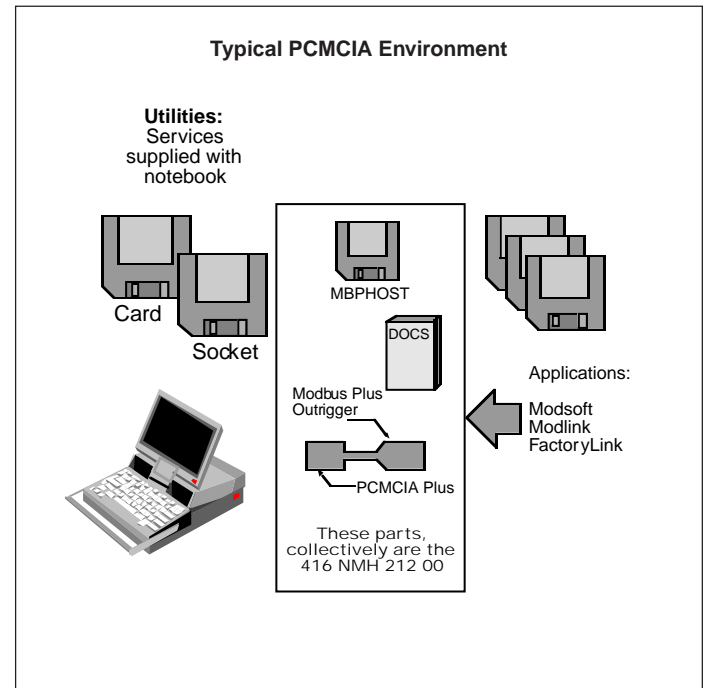 Typical PCMCIA Environment
Utilities:
Services
supplied with
notebook
Card
Socket
MBPHOST
DOCS
Modbus Plus
Outrigger
PCMCIA Plus
These parts,
collectively are the
416 NMH 212 00
Applications:
Modsoft
Modlink
FactoryLink